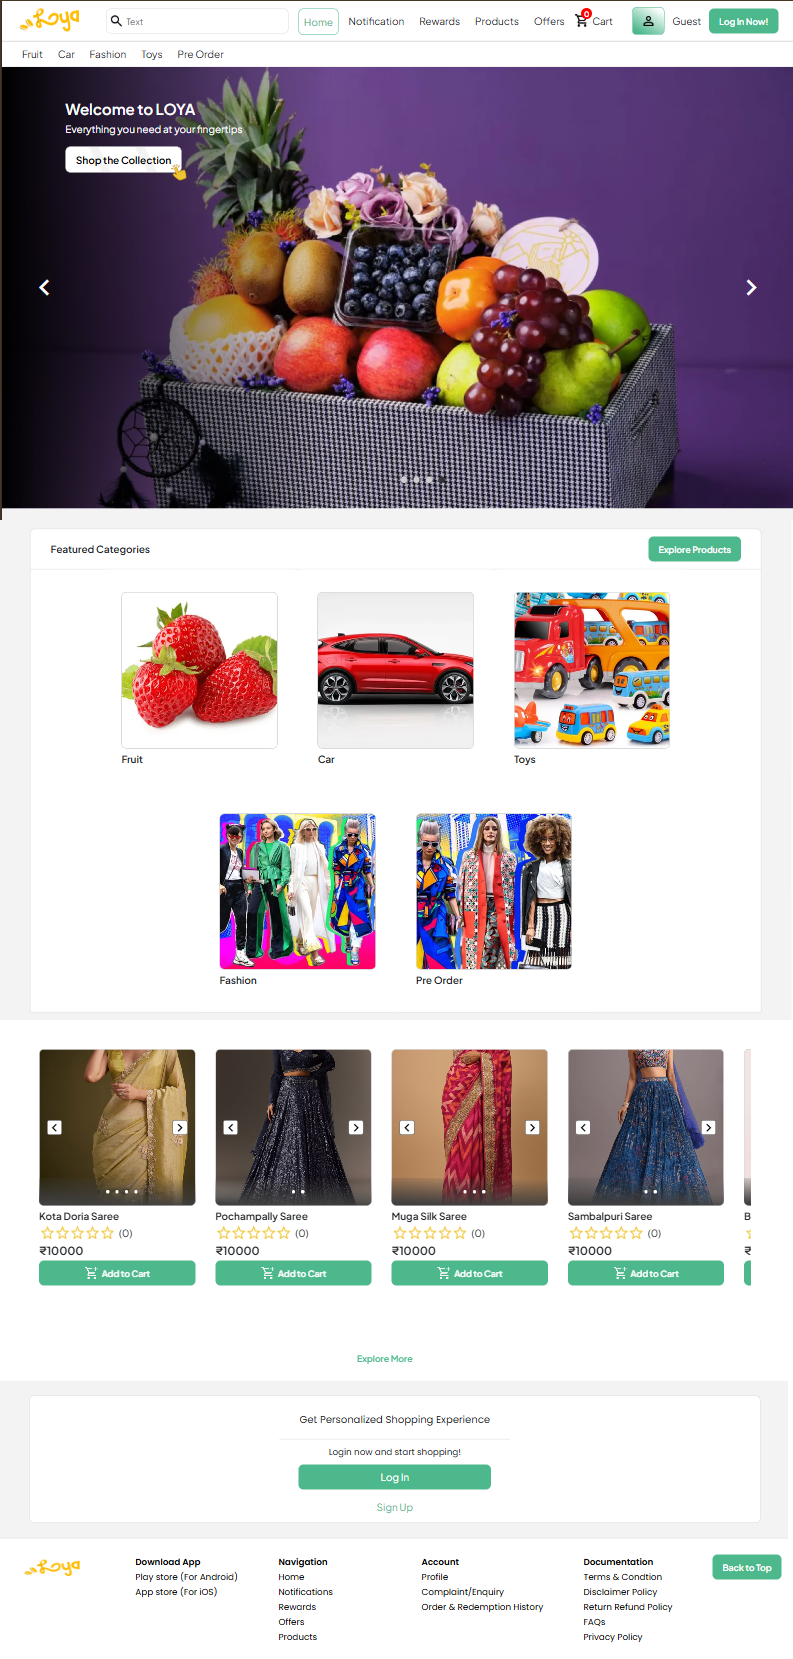 Loya
Text
Home
Notification
Rewards
Products
Offers
0
Cart
Guest
Log In Now!
Fruit
Car
Fashion
Toys
Pre Order
Welcome to LOYA
Everything you need at your fingertips
Shop the Collection
Featured Categories
Explore Products
Fruit
Car
Toys
Fashion
Pre Order
Kota Doria Saree
(0)
₹10000
Add to Cart
Pochampally Saree
(0)
₹10000
Add to Cart
Muga Silk Saree
(0)
₹10000
Add to Cart
Sambalpuri Saree
(0)
₹10000
Add to Cart
B
₹
Explore More
Get Personalized Shopping Experience
Login now and start shopping!
Log In
Sign Up
Loya
Download App
Play store (For Android)
App store (For iOS)
Navigation
Home
Notifications
Rewards
Offers
Products
Account
Profile
Complaint/Enquiry
Order & Redemption History
Documentation
Terms & Condtion
Disclaimer Policy
Return Refund Policy
FAQs
Privacy Policy
Back to Top